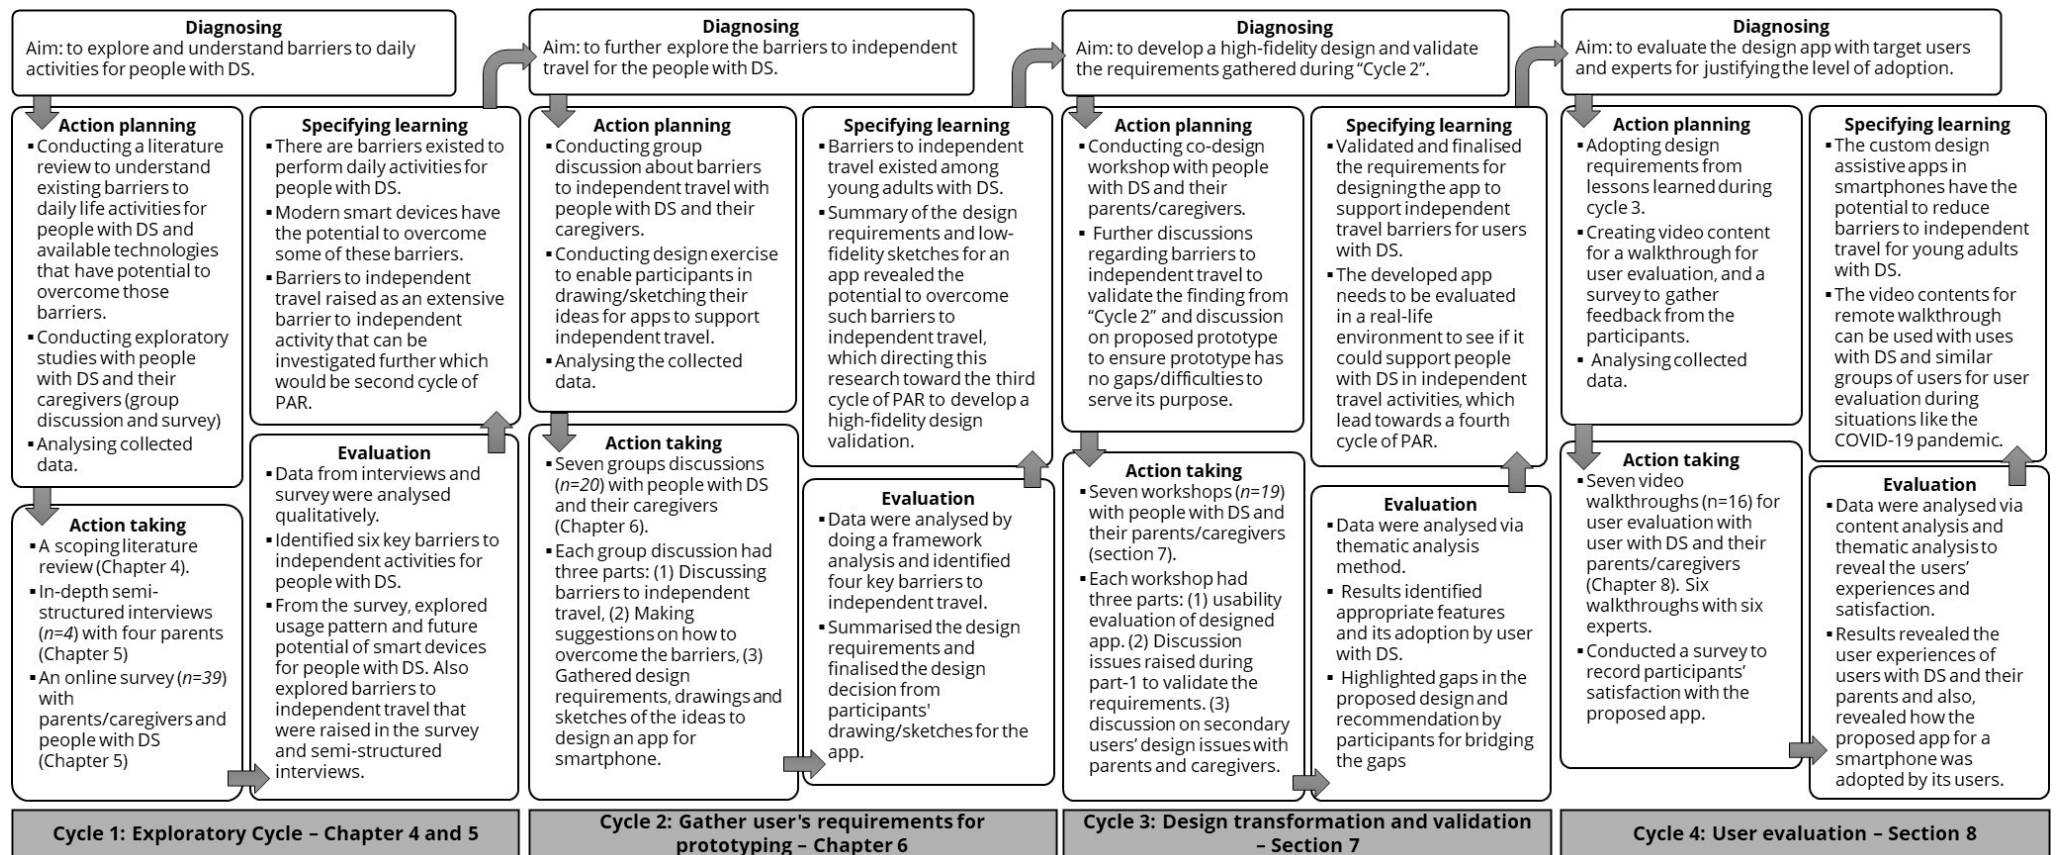 Diagnosing
Aim: to explore and understand barriers to daily
activities for people with DS.
Action planning
▪Conducting a literature
review to understand
existing barriers to
daily life activities for
people with DS and
available technologies
that have potential to
overcome those
barriers.
▪Conducting exploratory
studies with people
with DS and their
caregivers (group
discussion and survey)
▪Analysing collected
data.
Action taking
▪A scoping literature
review (Chapter 4).
▪In-depth semi-
structured interviews
(n=4) with four parents
(Chapter 5)
▪An online survey (n=39)
with
parents/caregivers and
people with DS
(Chapter 5)
Evaluation
▪Data from interviews and
survey were analysed
qualitatively.
▪Identified six key barriers to
independent activities for
people with DS.
▪From the survey, explored
usage pattern and future
potential of smart devices
for people with DS. Also
explored barriers to
independent travel that
were raised in the survey
and semi-structured
interviews.
Specifying learning
▪There are barriers existed to
perform daily activities for
people with DS.
▪Modern smart devices have
the potential to overcome
some of these barriers.
▪Barriers to independent
travel raised as an extensive
barrier to independent
activity that can be
investigated further which
would be second cycle of
PAR.
Cycle 1: Exploratory Cycle – Chapter 4 and 5
Diagnosing
Aim: to further explore the barriers to independent
travel for the people with DS.
Action planning
▪Conducting group
discussion about barriers
to independent travel with
people with DS and their
caregivers.
▪Conducting design exercise
to enable participants in
drawing/sketching their
ideas for apps to support
independent travel.
▪Analysing the collected
data.
Action taking
▪Seven groups discussions
(n=20) with people with DS
and their caregivers
(Chapter 6).
▪Each group discussion had
three parts: (1) Discussing
barriers to independent
travel, (2) Making
suggestions on how to
overcome the barriers, (3)
Gathered design
requirements, drawings and
sketches of the ideas to
design an app for
smartphone.
Evaluation
▪Data were analysed by
doing a framework
analysis and identified
four key barriers to
independent travel.
▪Summarised the design
requirements and
finalised the design
decision from
participants'
drawing/sketches for the
app.
Specifying learning
▪Barriers to independent
travel existed among
young adults with DS.
▪Summary of the design
requirements and low-
fidelity sketches for an
app revealed the
potential to overcome
such barriers to
independent travel,
which directing this
research toward the third
cycle of PAR to develop a
high-fidelity design
validation.
Cycle 2: Gather user's requirements for
prototyping – Chapter 6
Diagnosing
Aim: to develop a high-fidelity design and validate
the requirements gathered during “Cycle 2”.
Action planning
▪Conducting co-design
workshop with people
with DS and their
parents/caregivers.
▪ Further discussions
regarding barriers to
independent travel to
validate the finding from
“Cycle 2” and discussion
on proposed prototype
to ensure prototype has
no gaps/difficulties to
serve its purpose.
Action taking
▪Seven workshops (n=19)
with people with DS and
their parents/caregivers
(section 7).
▪Each workshop had
three parts: (1) usability
evaluation of designed
app. (2) Discussion
issues raised during
part-1 to validate the
requirements. (3)
discussion on secondary
users’ design issues with
parents and caregivers.
Evaluation
▪Data were analysed via
thematic analysis
method.
▪ Results identified
appropriate features
and its adoption by user
with DS.
▪ Highlighted gaps in the
proposed design and
recommendation by
participants for bridging
the gaps
Specifying learning
▪Validated and finalised
the requirements for
designing the app to
support independent
travel barriers for users
with DS.
▪The developed app
needs to be evaluated
in a real-life
environment to see if it
could support people
with DS in independent
travel activities, which
lead towards a fourth
cycle of PAR.
Cycle 3: Design transformation and validation
– Section 7
Diagnosing
Aim: to evaluate the design app with target users
and experts for justifying the level of adoption.
Action planning
▪Adopting design
requirements from
lessons learned during
cycle 3.
▪Creating video content
for a walkthrough for
user evaluation, and a
survey to gather
feedback from the
participants.
▪ Analysing collected
data.
Action taking
▪Seven video
walkthroughs (n=16) for
user evaluation with
user with DS and their
parents/caregivers
(Chapter 8). Six
walkthroughs with six
experts.
▪Conducted a survey to
record participants’
satisfaction with the
proposed app.
Evaluation
▪Data were analysed via
content analysis and
thematic analysis to
reveal the users’
experiences and
satisfaction.
▪Results revealed the
user experiences of
users with DS and their
parents and also,
revealed how the
proposed app for a
smartphone was
adopted by its users.
Specifying learning
▪The custom design
assistive apps in
smartphones have the
potential to reduce
barriers to independent
travel for young adults
with DS.
▪The video contents for
remote walkthrough
can be used with uses
with DS and similar
groups of users for user
evaluation during
situations like the
COVID-19 pandemic.
Cycle 4: User evaluation – Section 8